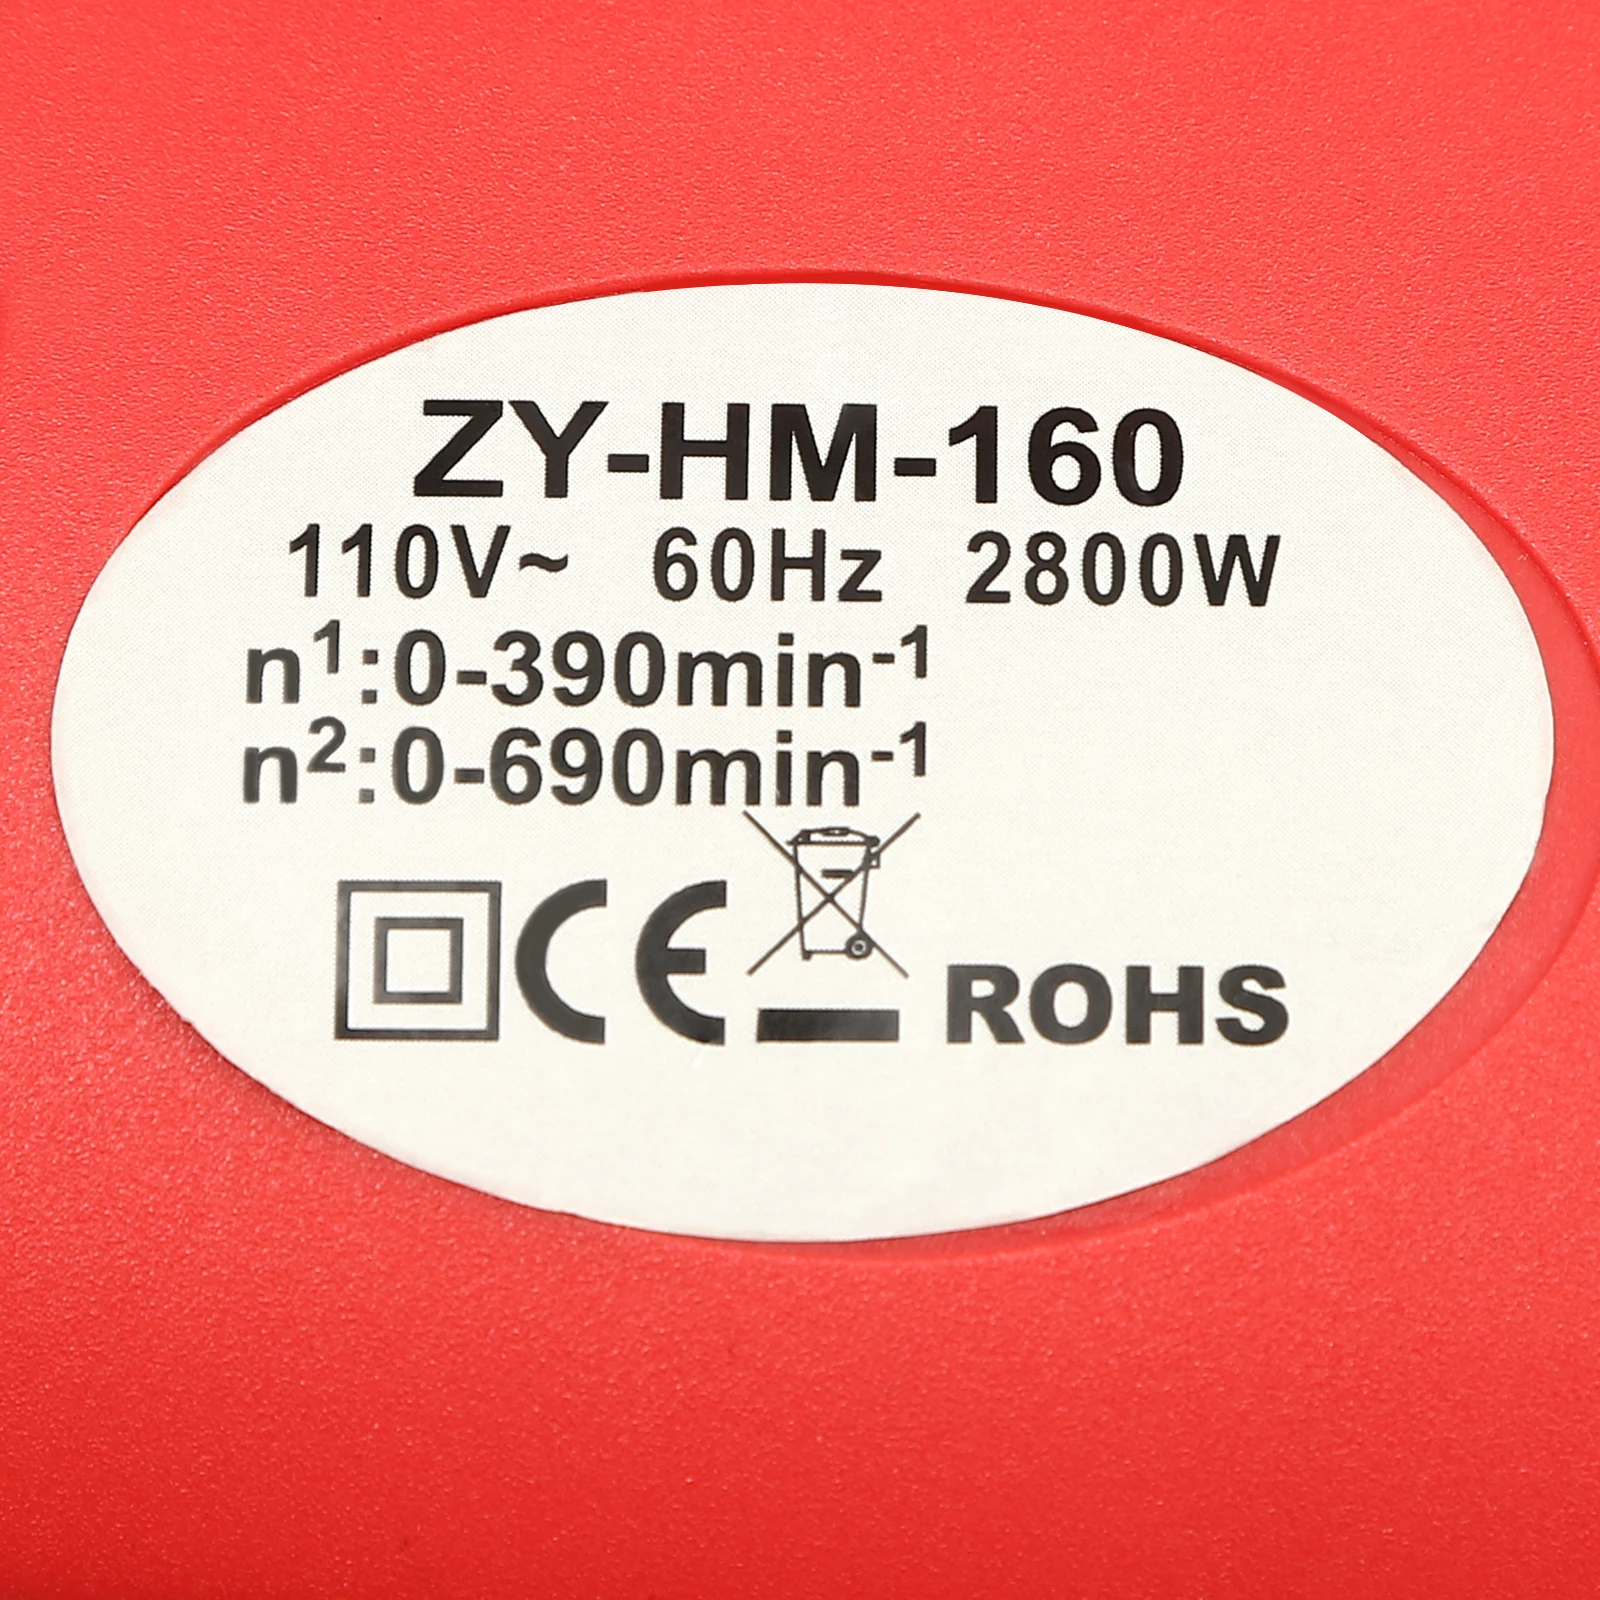 ZY-HM-160
110V~ 60Hz 2800W
n¹:0-390min⁻¹
n²:0-690min⁻¹
CE ROHS